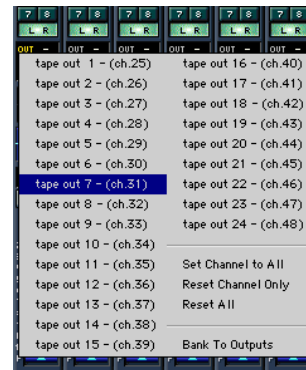 7 8 7 8 7 8 7 8 7 8 7 8
L R L R L R L R L R L R
OUT – OUT – OUT – OUT – OUT – OUT –
tape out 1 - (ch.25)
tape out 2 - (ch.26)
tape out 3 - (ch.27)
tape out 4 - (ch.28)
tape out 5 - (ch.29)
tape out 6 - (ch.30)
tape out 7 - (ch.31)
tape out 8 - (ch.32)
tape out 9 - (ch.33)
tape out 10 - (ch.34)
tape out 11 - (ch.35)
tape out 12 - (ch.36)
tape out 13 - (ch.37)
tape out 14 - (ch.38)
tape out 15 - (ch.39)
tape out 16 - (ch.40)
tape out 17 - (ch.41)
tape out 18 - (ch.42)
tape out 19 - (ch.43)
tape out 20 - (ch.44)
tape out 21 - (ch.45)
tape out 22 - (ch.46)
tape out 23 - (ch.47)
tape out 24 - (ch.48)
Set Channel to All
Reset Channel Only
Reset All
Bank To Outputs